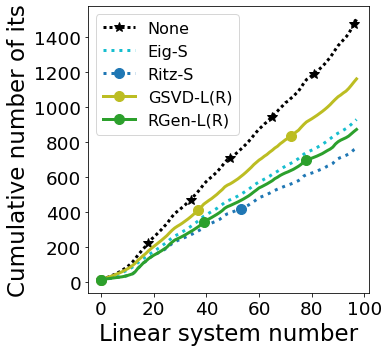 Cumulative number of its
1400
1200
1000
800
600
400
200
0
None
Eig-S
Ritz-S
GSVD-L(R)
RGen-L(R)
0 20 40 60 80 100
Linear system number